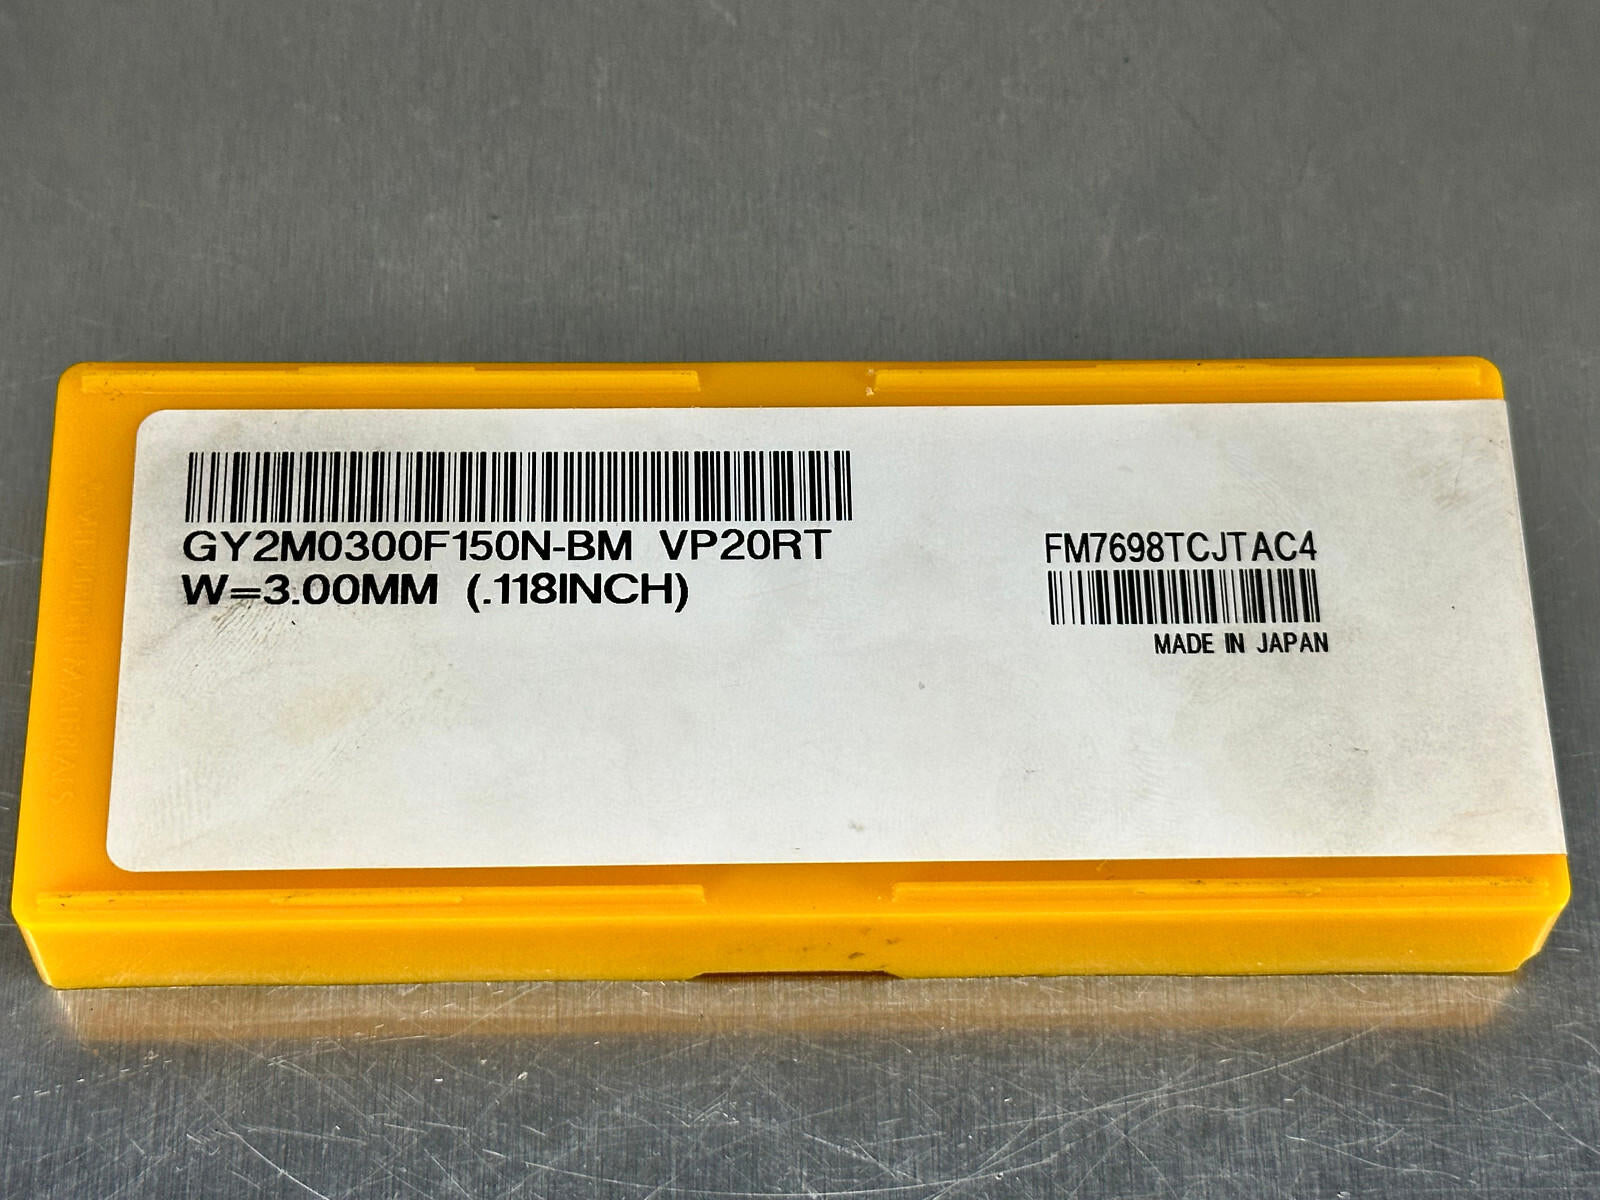 GY2M0300F150N-BM VP20RT
W=3.00MM (.118INCH)
FM7698TCJTAC4
MADE IN JAPAN